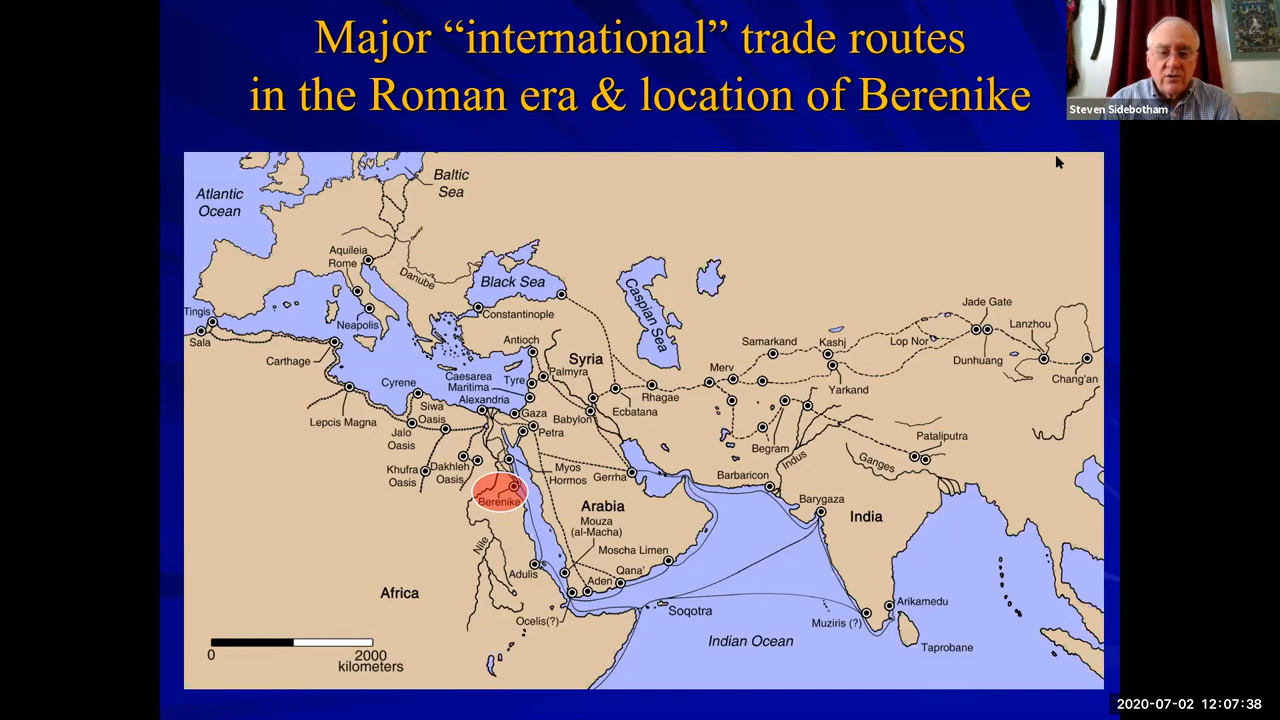 Major “international” trade routes
in the Roman era & location of Berenike
Steven Sidebotham
Baltic
Sea
Atlantic
Ocean
Aquileia
Rome
Danube
Black Sea
Caspian Sea
Tingis
Sala
Neapolis
Constantinople
Jade Gate
Lanzhou
Carthage
Antioch
Syria
Samarkand
Kashj
Lop Nor
Dunhuang
Chang'an
Cyrene
Caesarea
Maritima
Tyre
Palmyra
Merv
Yarkand
Alexandria
Siwa
Oasis
Gaza
Babylon
Ecbatana
Rhagae
Lepcis Magna
Jalo
Oasis
Petra
Begram
Indus
Pataliputra
Ganges
Khufra
Oasis
Dakhleh
Oasis
Myos
Hormos
Gerrha
Barbaricon
Berenike
Arabia
Barygaza
India
Mouza
(al-Macha)
Nile
Moscha Limen
Adulis
Qana'
Aden
Africa
Ocelis(?)
Soqotra
Muziris (?)
Arikamedu
Indian Ocean
Taprobane
0
2000
kilometers
2020-07-02 12:07:38